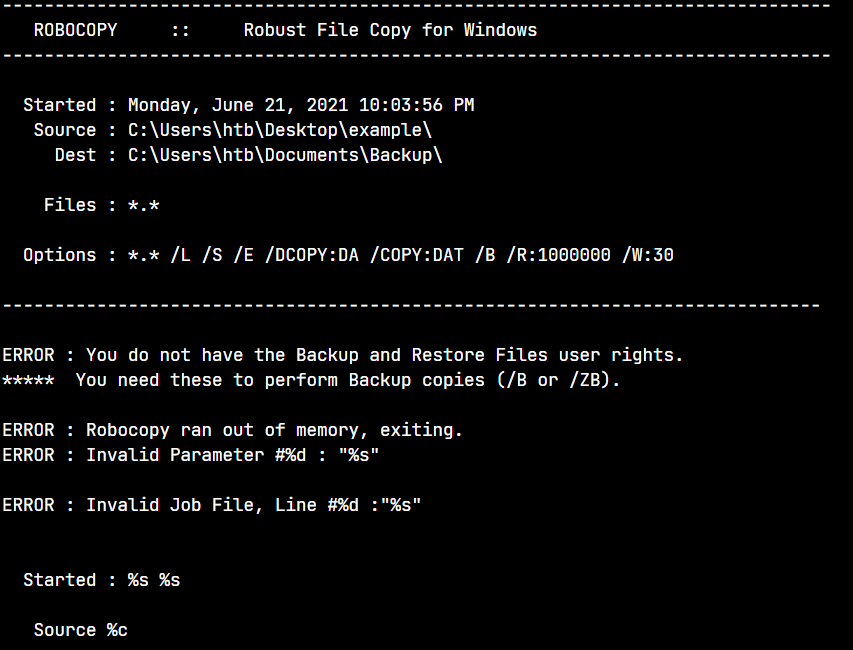 -------------------------------------------------------------------------------
   ROBOCOPY     ::     Robust File Copy for Windows
-------------------------------------------------------------------------------
  Started : Monday, June 21, 2021 10:03:56 PM
   Source : C:\Users\htb\Desktop\example\
     Dest : C:\Users\htb\Documents\Backup\
    Files : *.*
  Options : *.* /L /S /E /DCOPY:DA /COPY:DAT /B /R:1000000 /W:30
------------------------------------------------------------------------------
ERROR : You do not have the Backup and Restore Files user rights.
*****  You need these to perform Backup copies (/B or /ZB).
ERROR : Robocopy ran out of memory, exiting.
ERROR : Invalid Parameter #%d : "%s"
ERROR : Invalid Job File, Line #%d :"%s"
  Started : %s %s
   Source %c